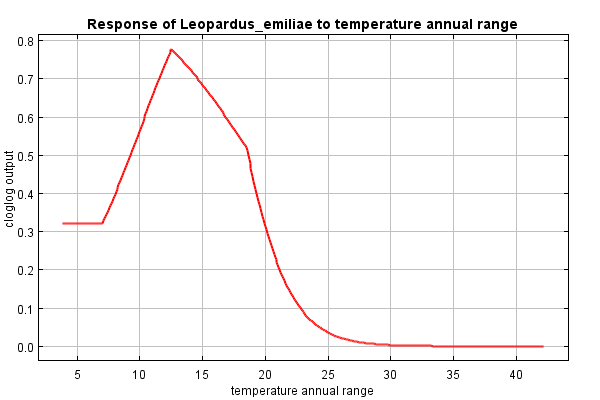 Response of Leopardus_emiliae to temperature annual range
cloglog output
0.8
0.7
0.6
0.5
0.4
0.3
0.2
0.1
0.0
5 10 15 20 25 30 35 40
temperature annual range